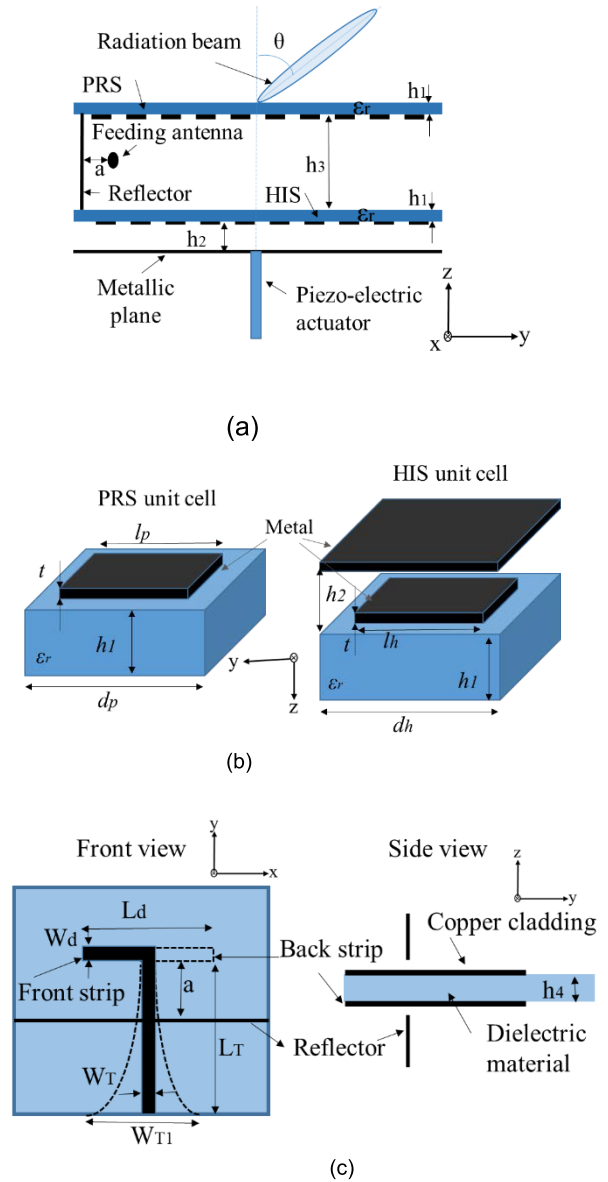 Radiation beam
θ
PRS
εr
h1
Feeding antenna
a
h3
Reflector
HIS
εr
h1
h2
Metallic
plane
Piezo-electric
actuator
z
y
x
(a)
HIS unit cell
PRS unit cell
Metal
lp
t
h1
εr
dp
y
z
h2
t
lh
h1
εr
dh
(b)
y
x
Front view
Side view
z
y
Ld
Wd
Copper cladding
Back strip
Front strip
a
h4
LT
Reflector
Dielectric
material
WT
WT1
(c)